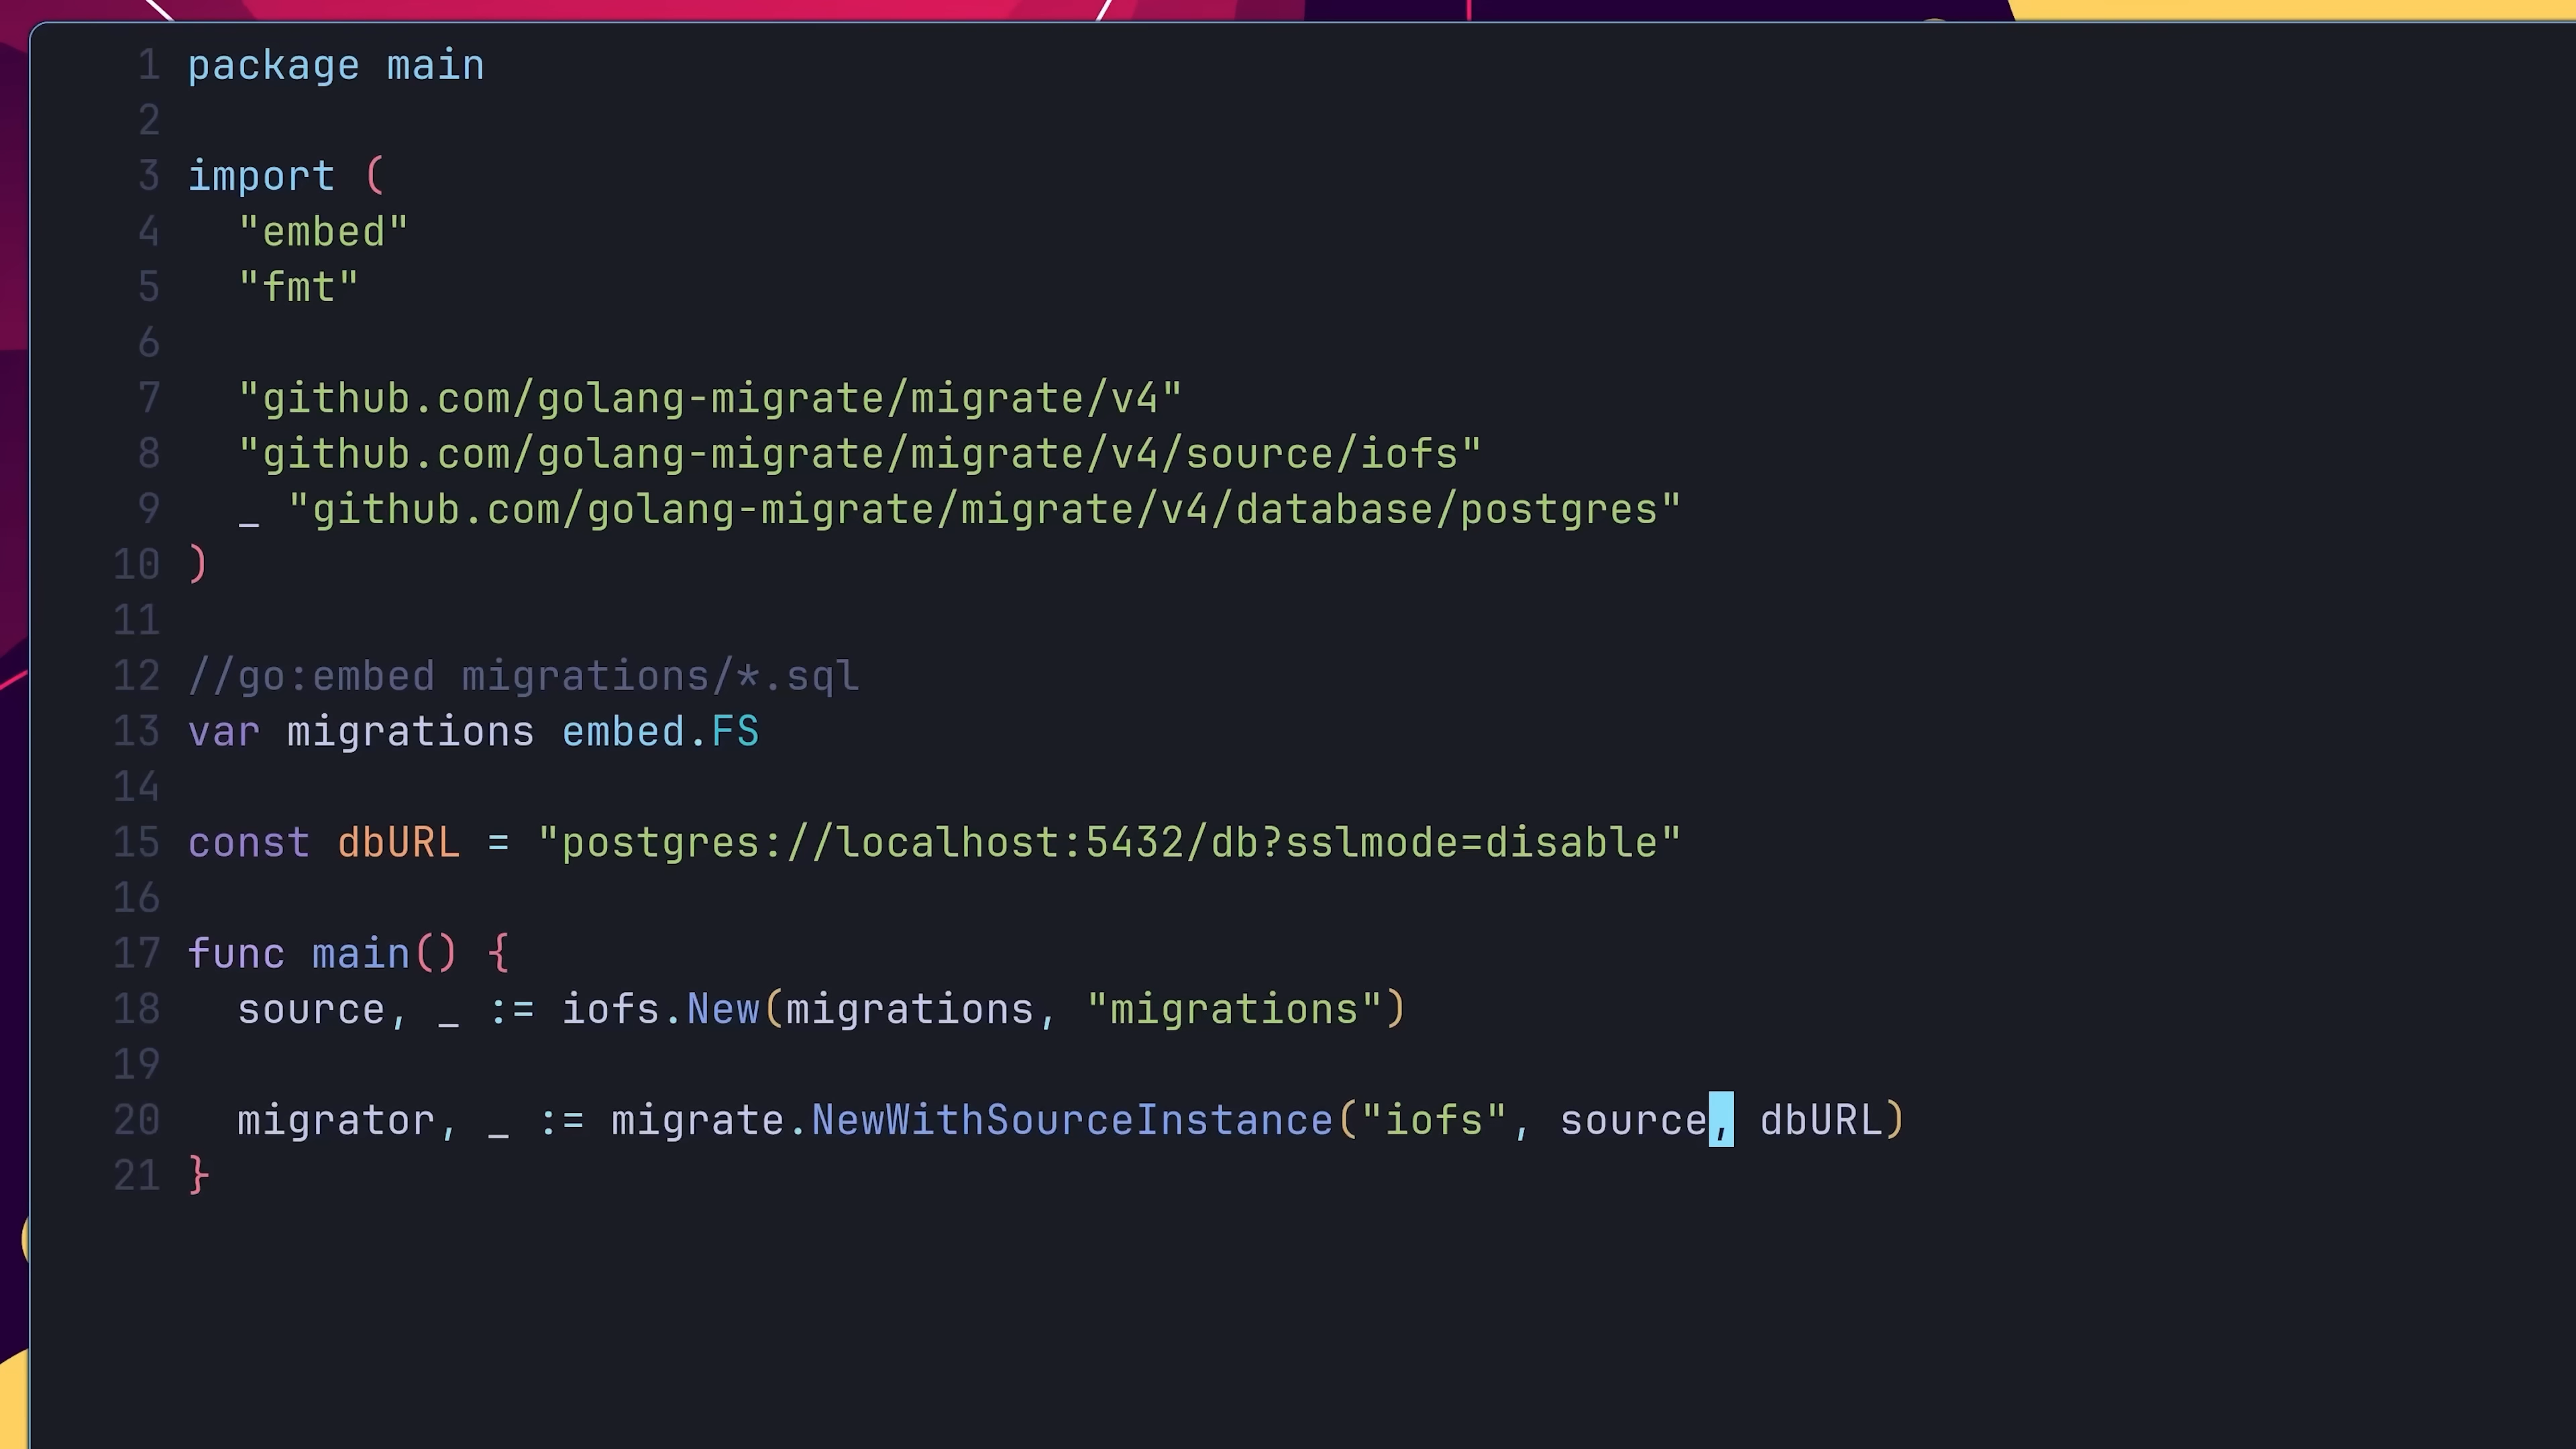 1 package main
2
3 import (
4 "embed"
5 "fmt"
6
7 "github.com/golang-migrate/migrate/v4"
8 "github.com/golang-migrate/migrate/v4/source/iofs"
9 _ "github.com/golang-migrate/migrate/v4/database/postgres"
10 )
11
12 //go:embed migrations/*.sql
13 var migrations embed.FS
14
15 const dbURL = "postgres://localhost:5432/db?sslmode=disable"
16
17 func main() {
18 source, _ := iofs.New(migrations, "migrations")
19
20 migrator, _ := migrate.NewWithSourceInstance("iofs", source, dbURL)
21 }